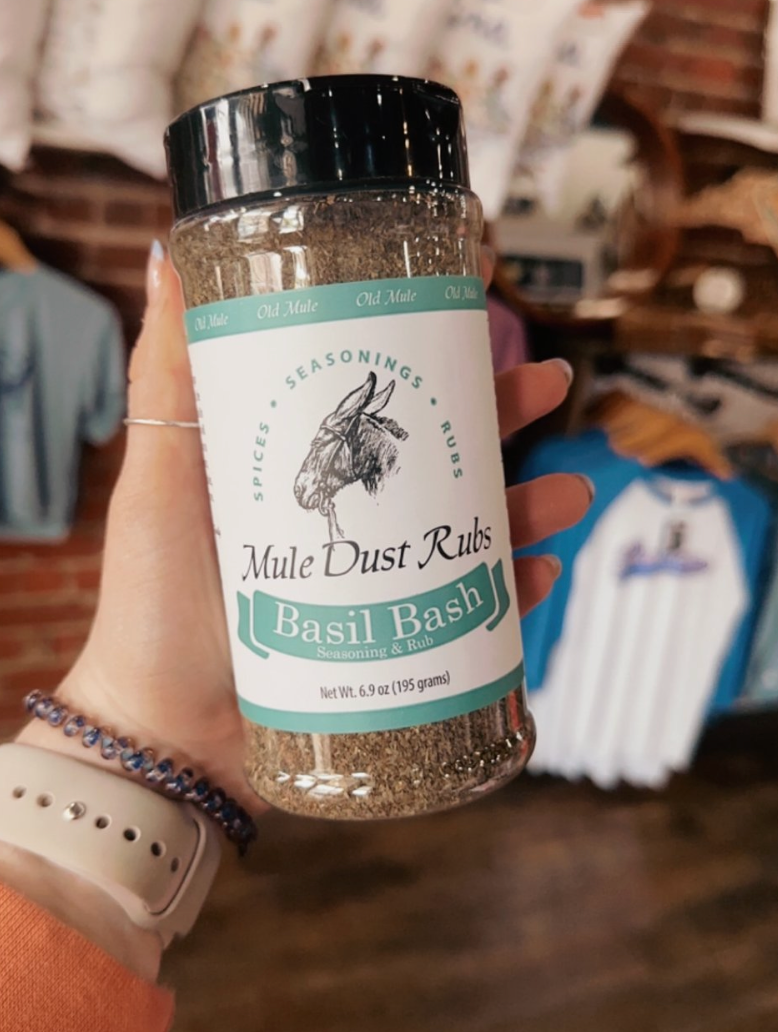 Old Mule Old Mule Old Mule Old Mule
SPICES • SEASONINGS • RUBS
Mule Dust Rubs
Basil Bash
Seasoning & Rub
Net Wt. 6.9 oz (195 grams)